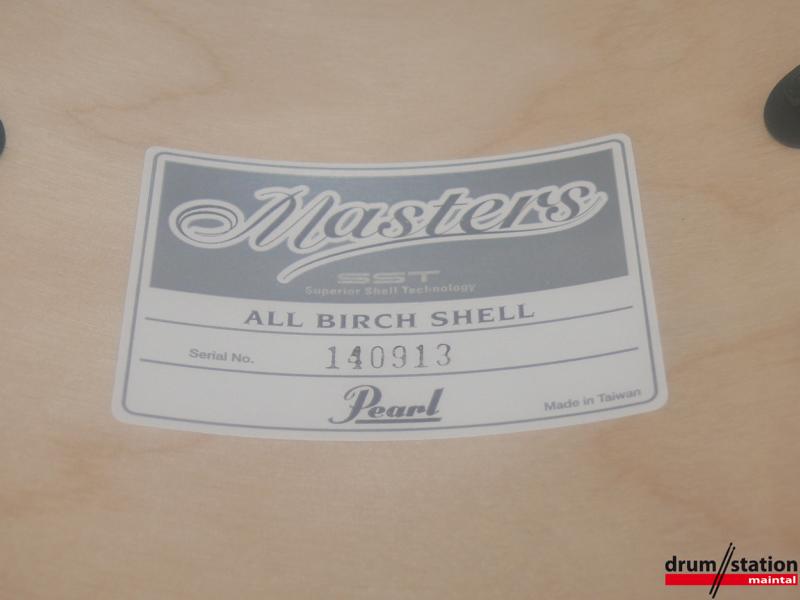 Masters
SST
Superior Shell Technology
ALL BIRCH SHELL
Serial No. 140913
Pearl
Made in Taiwan
drum//station
maintal